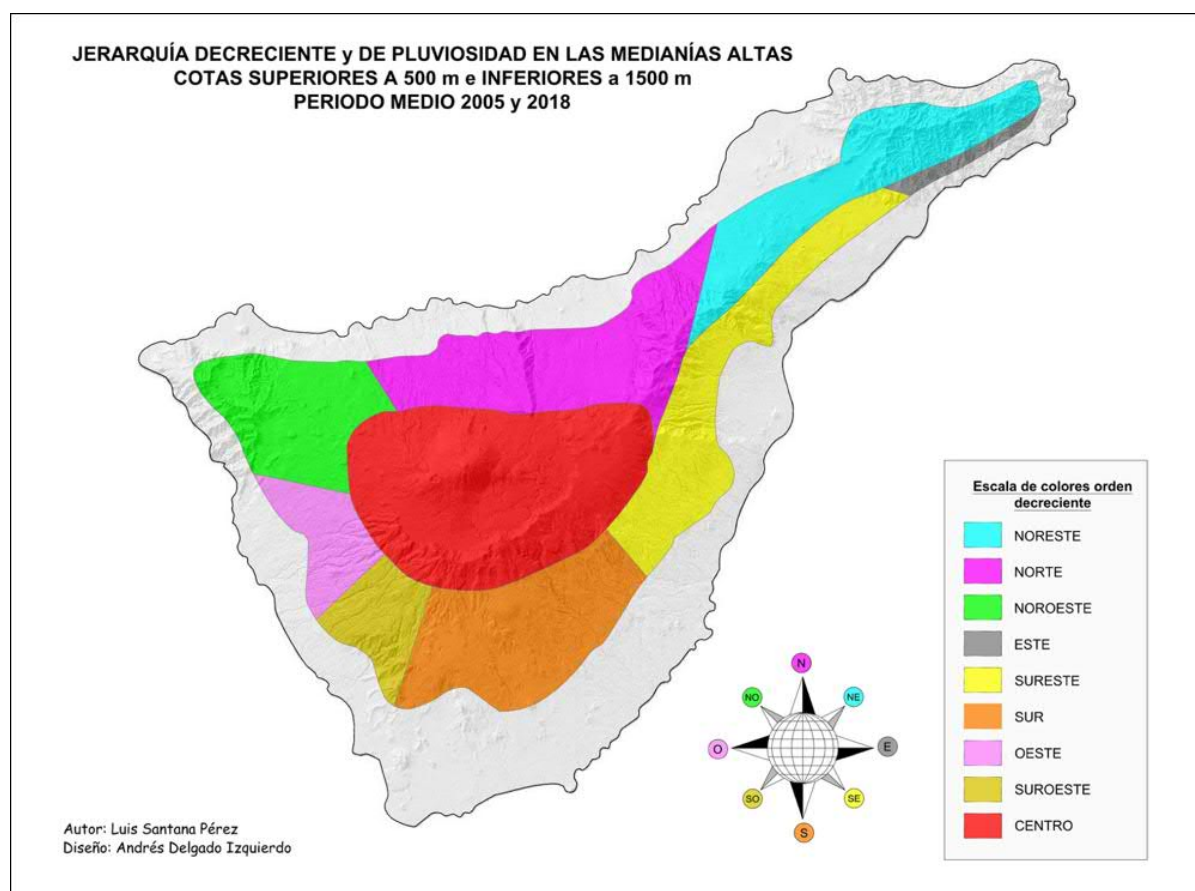 JERARQUÍA DECRECIENTE y DE PLUVIOSIDAD EN LAS MEDIANÍAS ALTAS
COTAS SUPERIORES A 500 m e INFERIORES a 1500 m
PERIODO MEDIO 2005 y 2018
Escala de colores orden
decreciente
NORESTE
NORTE
NOROESTE
ESTE
SURESTE
SUR
OESTE
SUROESTE
CENTRO
N
NO
NE
O
E
SO
SE
S
Autor: Luis Santana Pérez
Diseño: Andrés Delgado Izquierdo